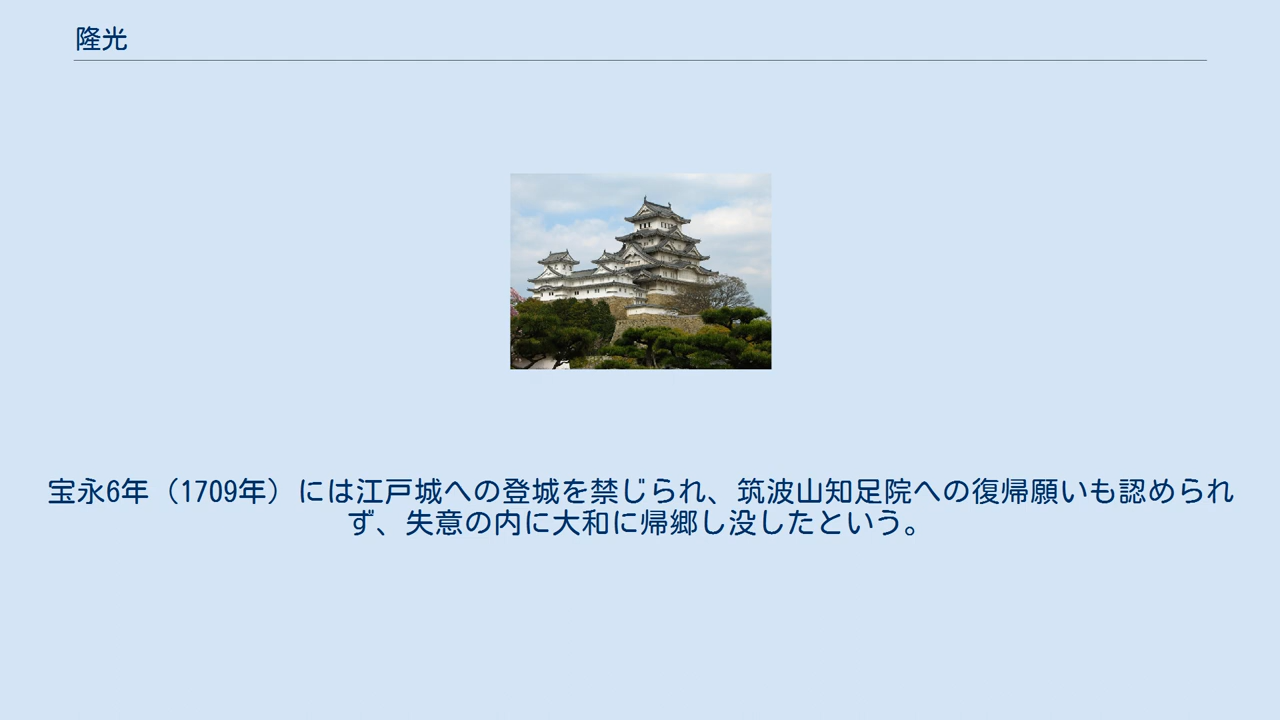 隆光
宝永6年（1709年）には江戸城への登城を禁じられ、筑波山知足院への復帰願いも認められ
ず、失意の内に大和に帰郷し没したという。